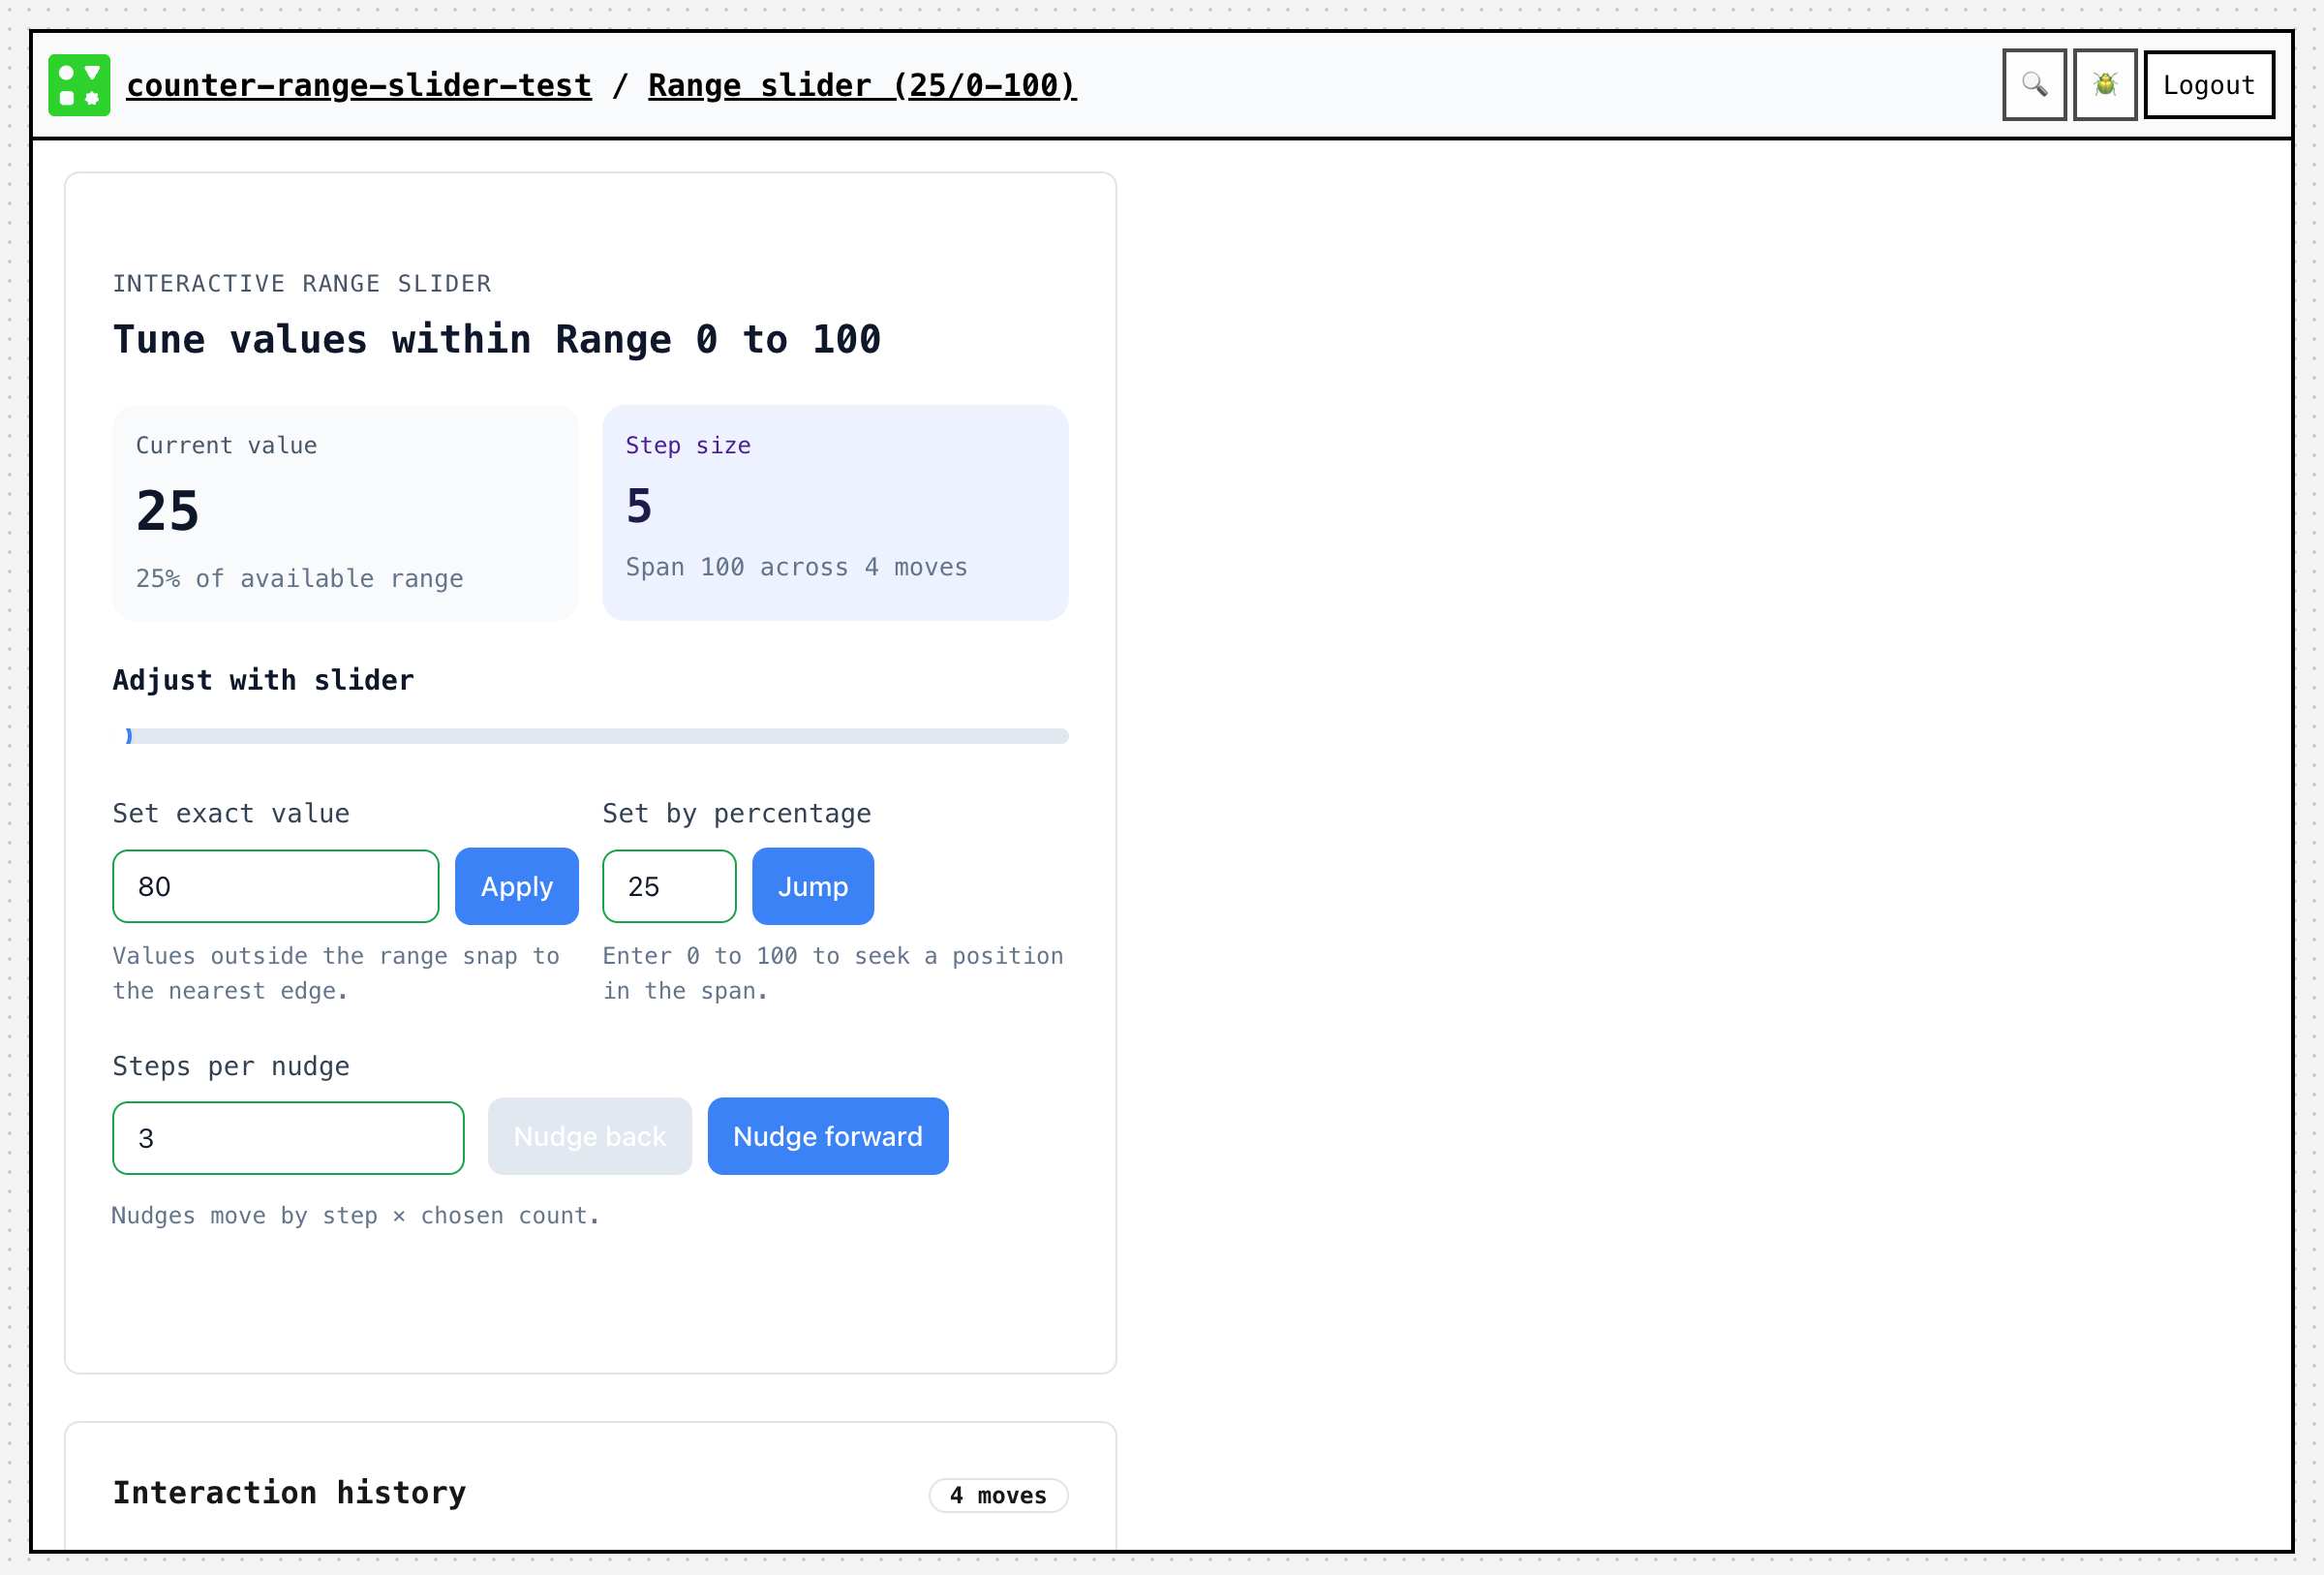 counter-range-slider-test / Range slider (25/0-100)
Logout
INTERACTIVE RANGE SLIDER
Tune values within Range 0 to 100
Current value
25
25% of available range
Step size
5
Span 100 across 4 moves
Adjust with slider
Set exact value
80
Apply
Values outside the range snap to
the nearest edge.
Set by percentage
25
Jump
Enter 0 to 100 to seek a position
in the span.
Steps per nudge
3
Nudge back
Nudge forward
Nudges move by step × chosen count.
Interaction history
4 moves